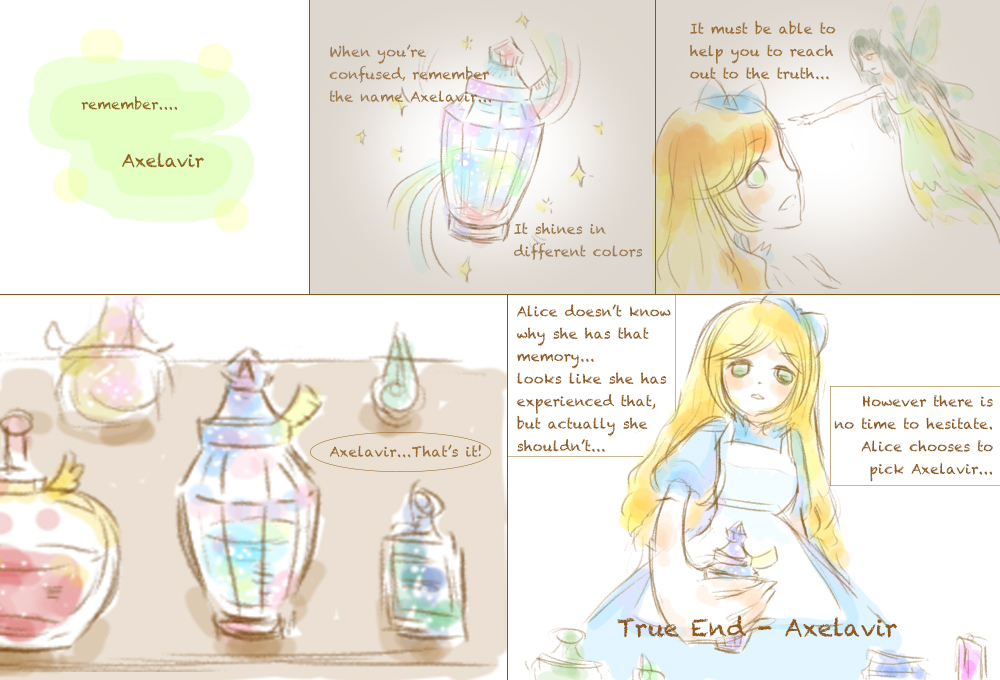 remember....
Axelavir
When you're
confused, remember
the name Axelavir...
It shines in
different colors
It must be able to
help you to reach
out to the truth...
Axelavir...That's it!
Alice doesn't know
why she has that
memory...
looks like she has
experienced that,
but actually she
shouldn't...
However there is
no time to hesitate.
Alice chooses to
pick Axelavir...
True End - Axelavir